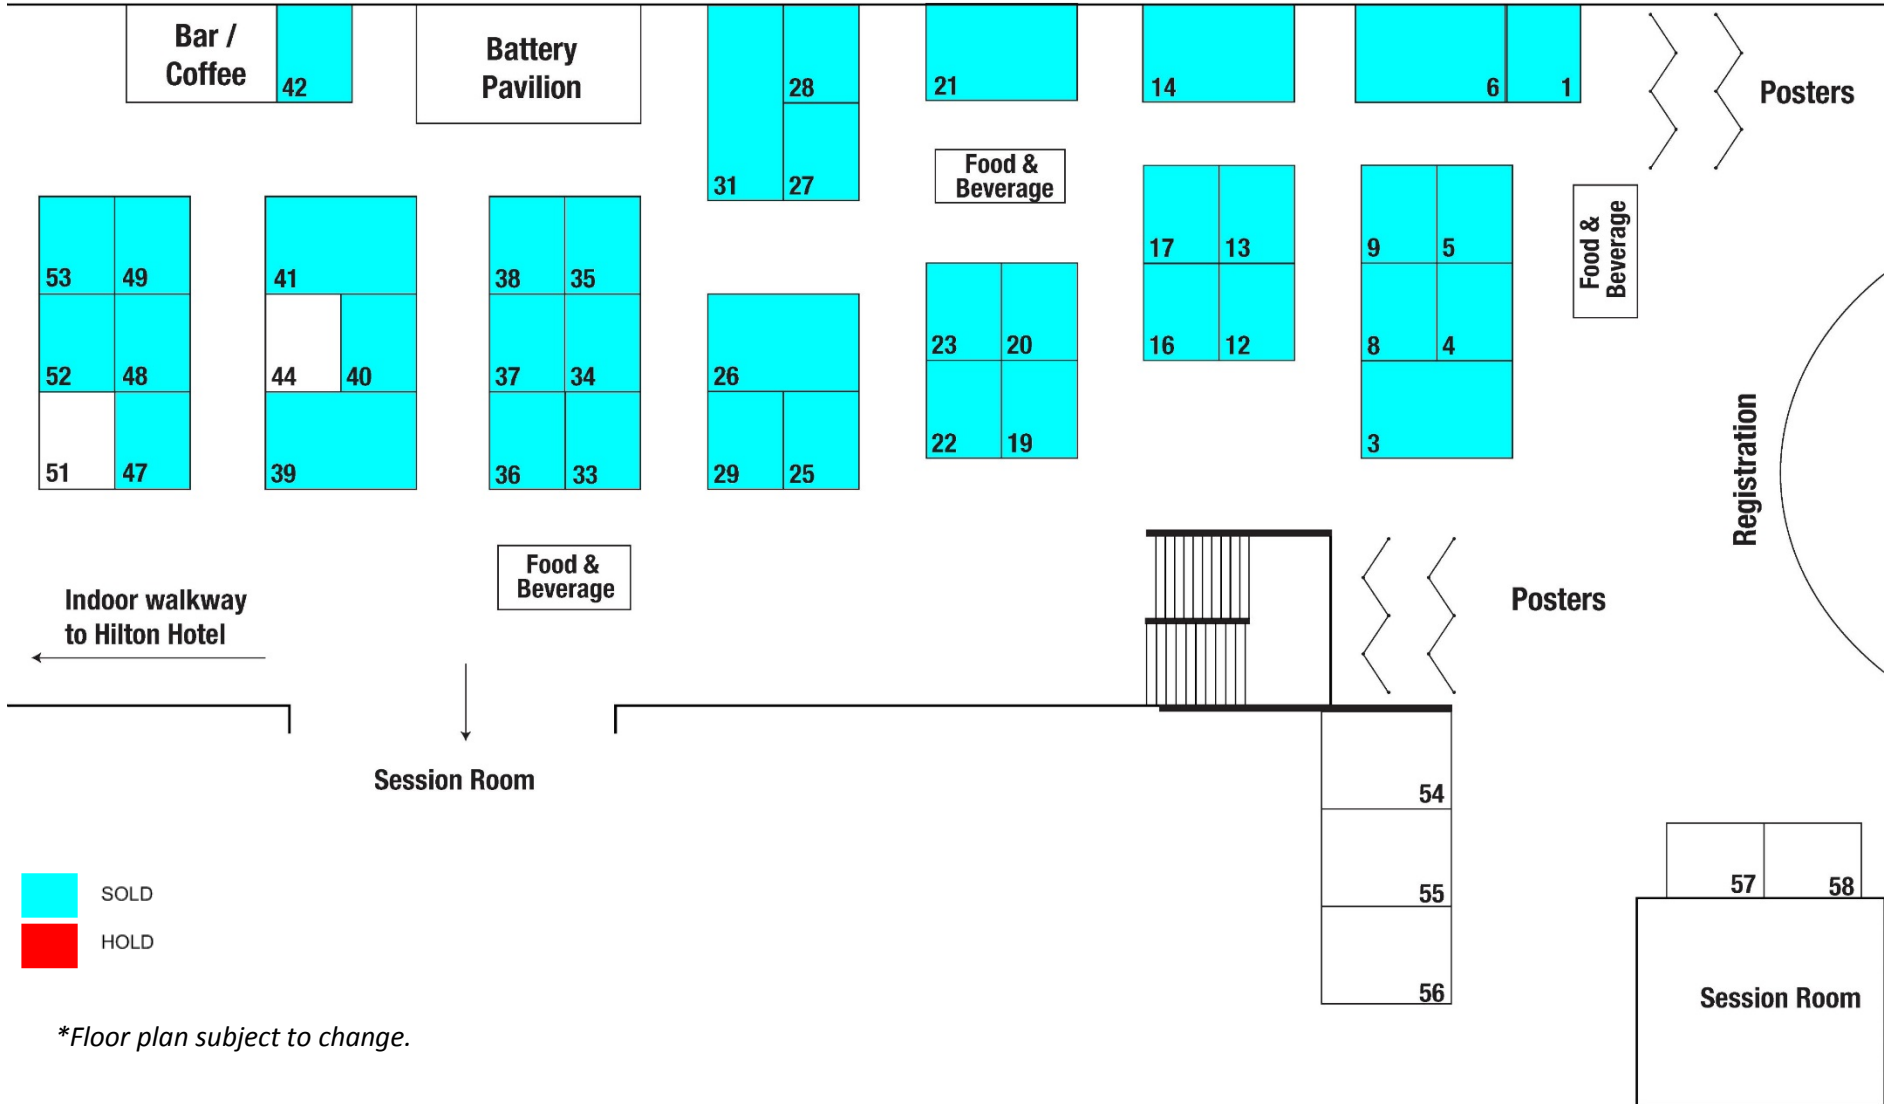 Bar /
Coffee
42
Battery
Pavilion
28
31
27
21
14
6
1
Posters
Food &
Beverage
17
13
9
5
Food &
Beverage
53
49
41
38
35
16
12
8
4
23
20
52
48
44
40
37
34
26
22
19
3
51
47
39
36
33
29
25
Registration
Food &
Beverage
Indoor walkway
to Hilton Hotel
Posters
Session Room
54
55
56
57
58
Session Room
SOLD
HOLD
*Floor plan subject to change.